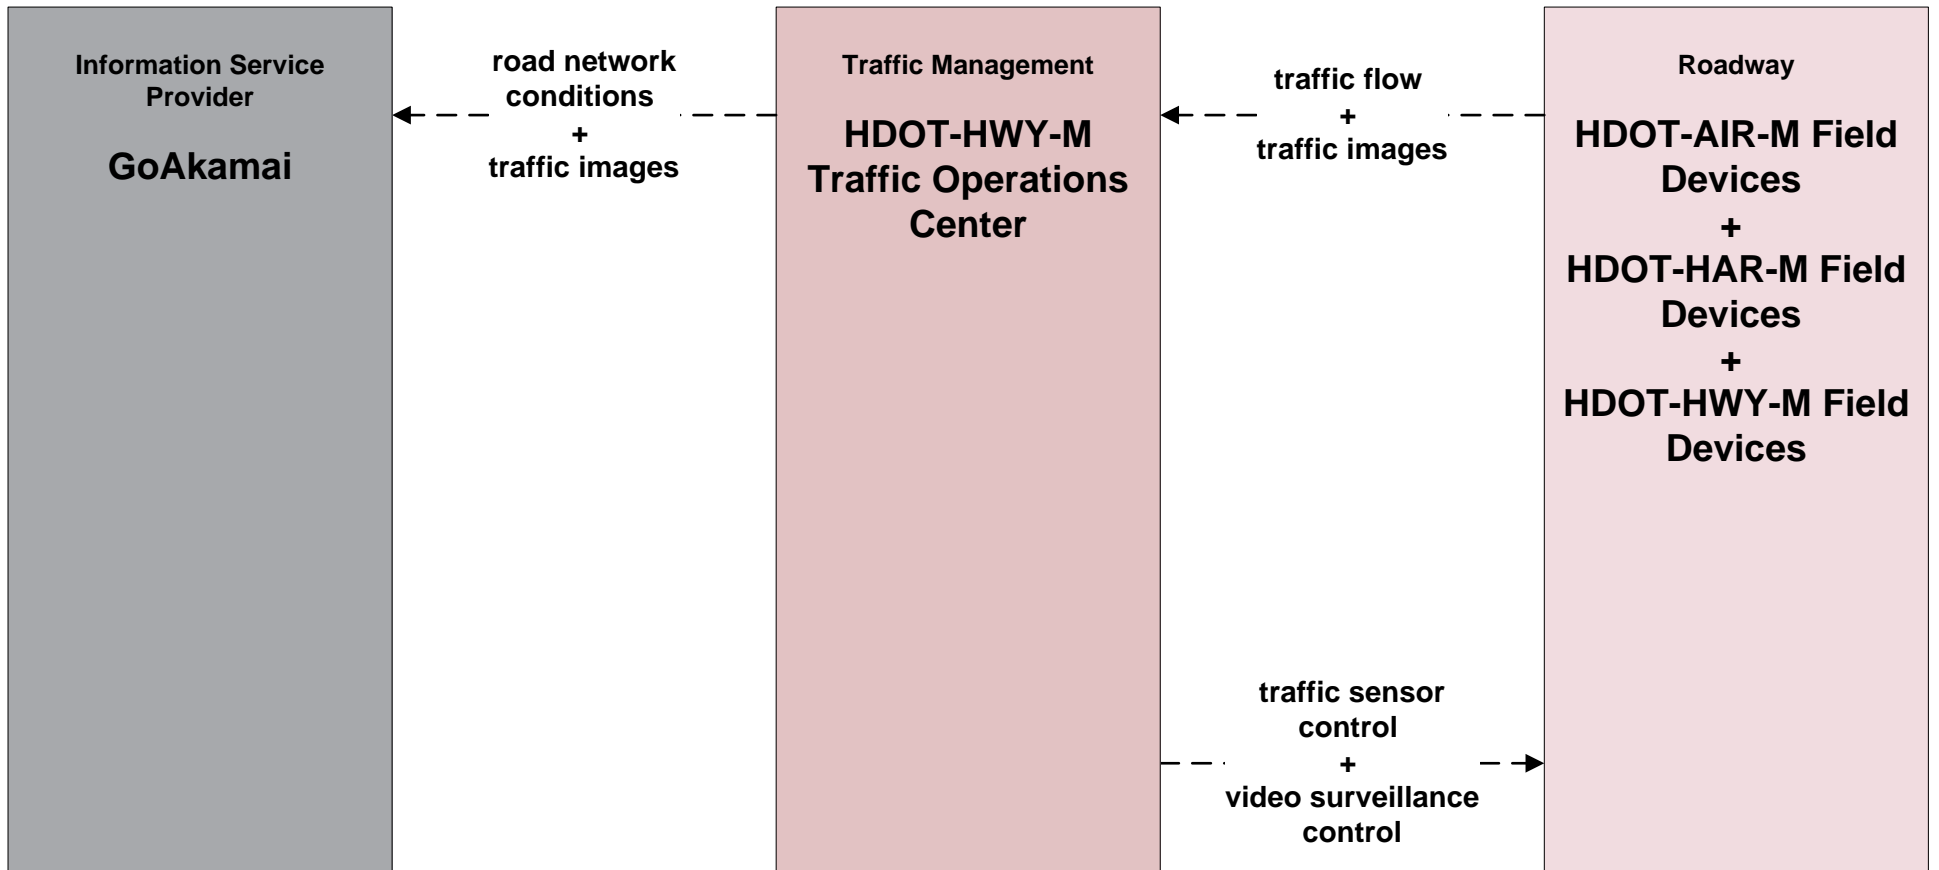 Information Service
Provider
GoAkamai
road network
conditions
+
traffic images
Traffic Management
HDOT-HWY-M
Traffic Operations
Center
traffic flow
+
traffic images
Roadway
HDOT-AIR-M Field
Devices
+
HDOT-HAR-M Field
Devices
+
HDOT-HWY-M Field
Devices
traffic sensor
control
+
video surveillance
control